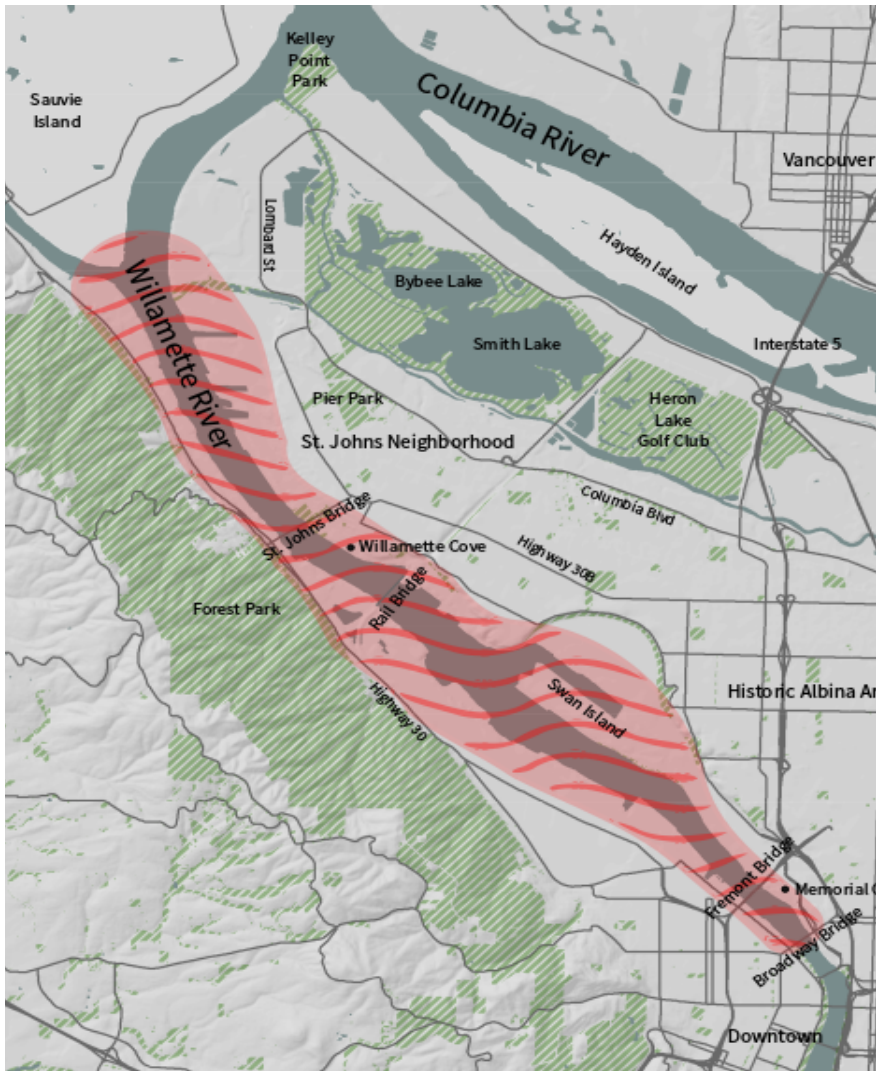 Kelley
Point
Park
Columbia River
Sauvie
Island
Vancouver
Lombard St
Hayden Island
Willamette River
Bybee Lake
Smith Lake
Interstate 5
Pier Park
Heron
Lake
Golf Club
St. Johns Neighborhood
Columbia Blvd
St. Johns Bridge
Willamette Cove
Highway 30B
Rail Bridge
Forest Park
Swan Island
Historic Albina Ar
Highway 30
Fremont Bridge
Memorial C
Broadway Bridge
Downtown